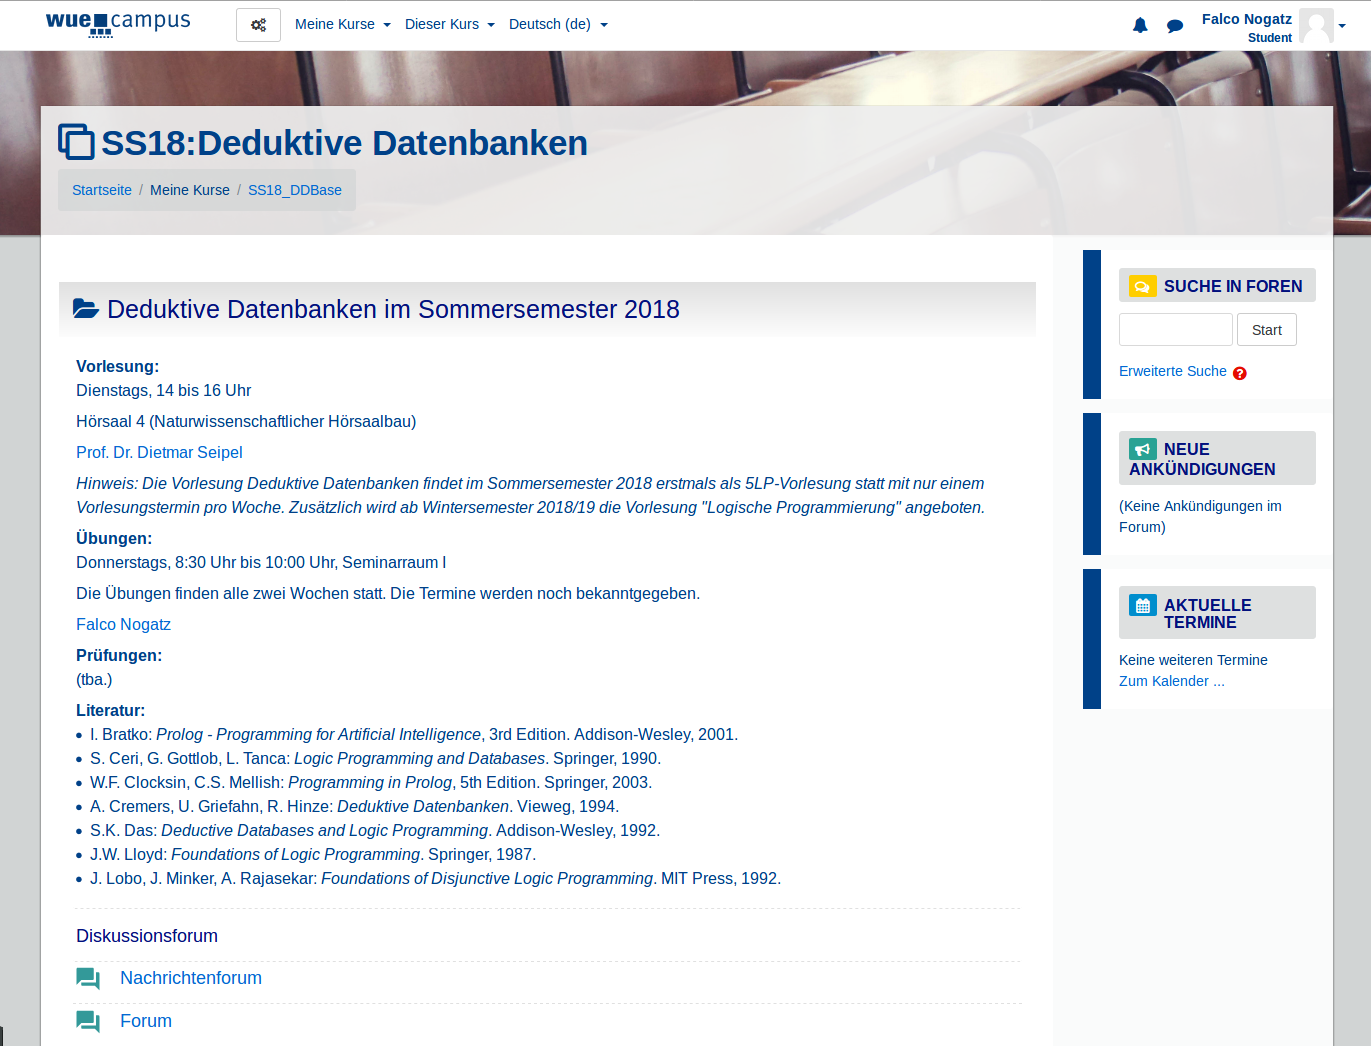 wuecampus
Meine Kurse
Dieser Kurs
Deutsch (de)
Falco Nogatz
Student
SS18:Deduktive Datenbanken
Startseite / Meine Kurse / SS18_DDBase
Deduktive Datenbanken im Sommersemester 2018
Vorlesung:
Dienstags, 14 bis 16 Uhr
Hörsaal 4 (Naturwissenschaftlicher Hörsaalbau)
Prof. Dr. Dietmar Seipel
Hinweis: Die Vorlesung Deduktive Datenbanken findet im Sommersemester 2018 erstmals als 5LP-Vorlesung statt mit nur einem
Vorlesungstermin pro Woche. Zusätzlich wird ab Wintersemester 2018/19 die Vorlesung "Logische Programmierung" angeboten.
Übungen:
Donnerstags, 8:30 Uhr bis 10:00 Uhr, Seminarraum I
Die Übungen finden alle zwei Wochen statt. Die Termine werden noch bekanntgegeben.
Falco Nogatz
Prüfungen:
(tba.)
Literatur:
• I. Bratko: Prolog - Programming for Artificial Intelligence, 3rd Edition. Addison-Wesley, 2001.
• S. Ceri, G. Gottlob, L. Tanca: Logic Programming and Databases. Springer, 1990.
• W.F. Clocksin, C.S. Mellish: Programming in Prolog, 5th Edition. Springer, 2003.
• A. Cremers, U. Griefahn, R. Hinze: Deduktive Datenbanken. Vieweg, 1994.
• S.K. Das: Deductive Databases and Logic Programming. Addison-Wesley, 1992.
• J.W. Lloyd: Foundations of Logic Programming. Springer, 1987.
• J. Lobo, J. Minker, A. Rajasekar: Foundations of Disjunctive Logic Programming. MIT Press, 1992.
Diskussionsforum
Nachrichtenforum
Forum
SUCHE IN FOREN
Start
Erweiterte Suche ?
NEUE
ANKÜNDIGUNGEN
(Keine Ankündigungen im
Forum)
AKTUELLE
TERMINE
Keine weiteren Termine
Zum Kalender ...